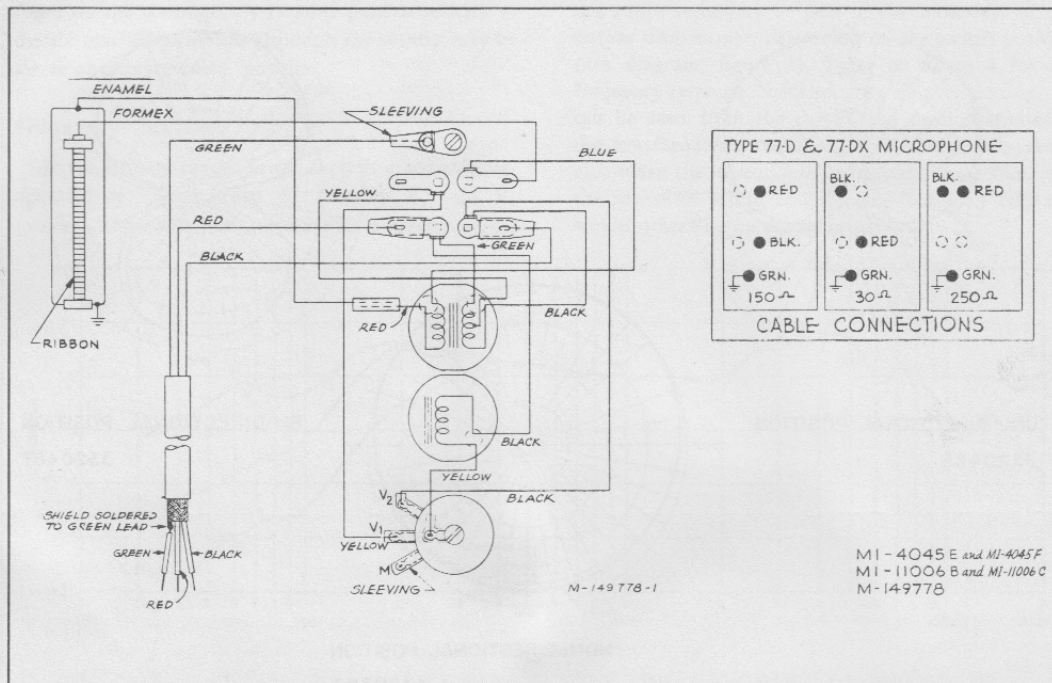 ENAMEL
FORMEX
SLEEVING
GREEN
BLUE
YELLOW
RED
GREEN
BLACK
RED
BLACK
RIBBON
BLACK
YELLOW
V2
BLACK
V1
YELLOW
M
SLEEVING
SHIELD SOLDERED
TO GREEN LEAD
GREEN
BLACK
RED
M-149778-1
TYPE 77-D & 77-DX MICROPHONE
RED
BLK.
GRN.
150 Ω
BLK.
RED
GRN.
30 Ω
BLK.
RED
GRN.
250 Ω
CABLE CONNECTIONS
MI-4045 E and MI-4045 F
MI-11006 B and MI-11006 C
M-149778